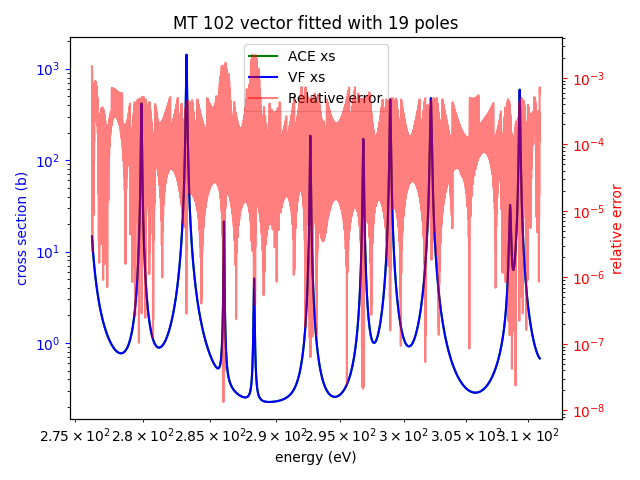 MT 102 vector fitted with 19 poles
ACE xs
VF xs
Relative error
cross section (b)
10³
10²
10¹
10⁰
relative error
10⁻³
10⁻⁴
10⁻⁵
10⁻⁶
10⁻⁷
10⁻⁸
2.75 × 10² 2.8 × 10² 2.85 × 10² 2.9 × 10² 2.95 × 10² 3 × 10² 3.05 × 10² 3.1 × 10²
energy (eV)